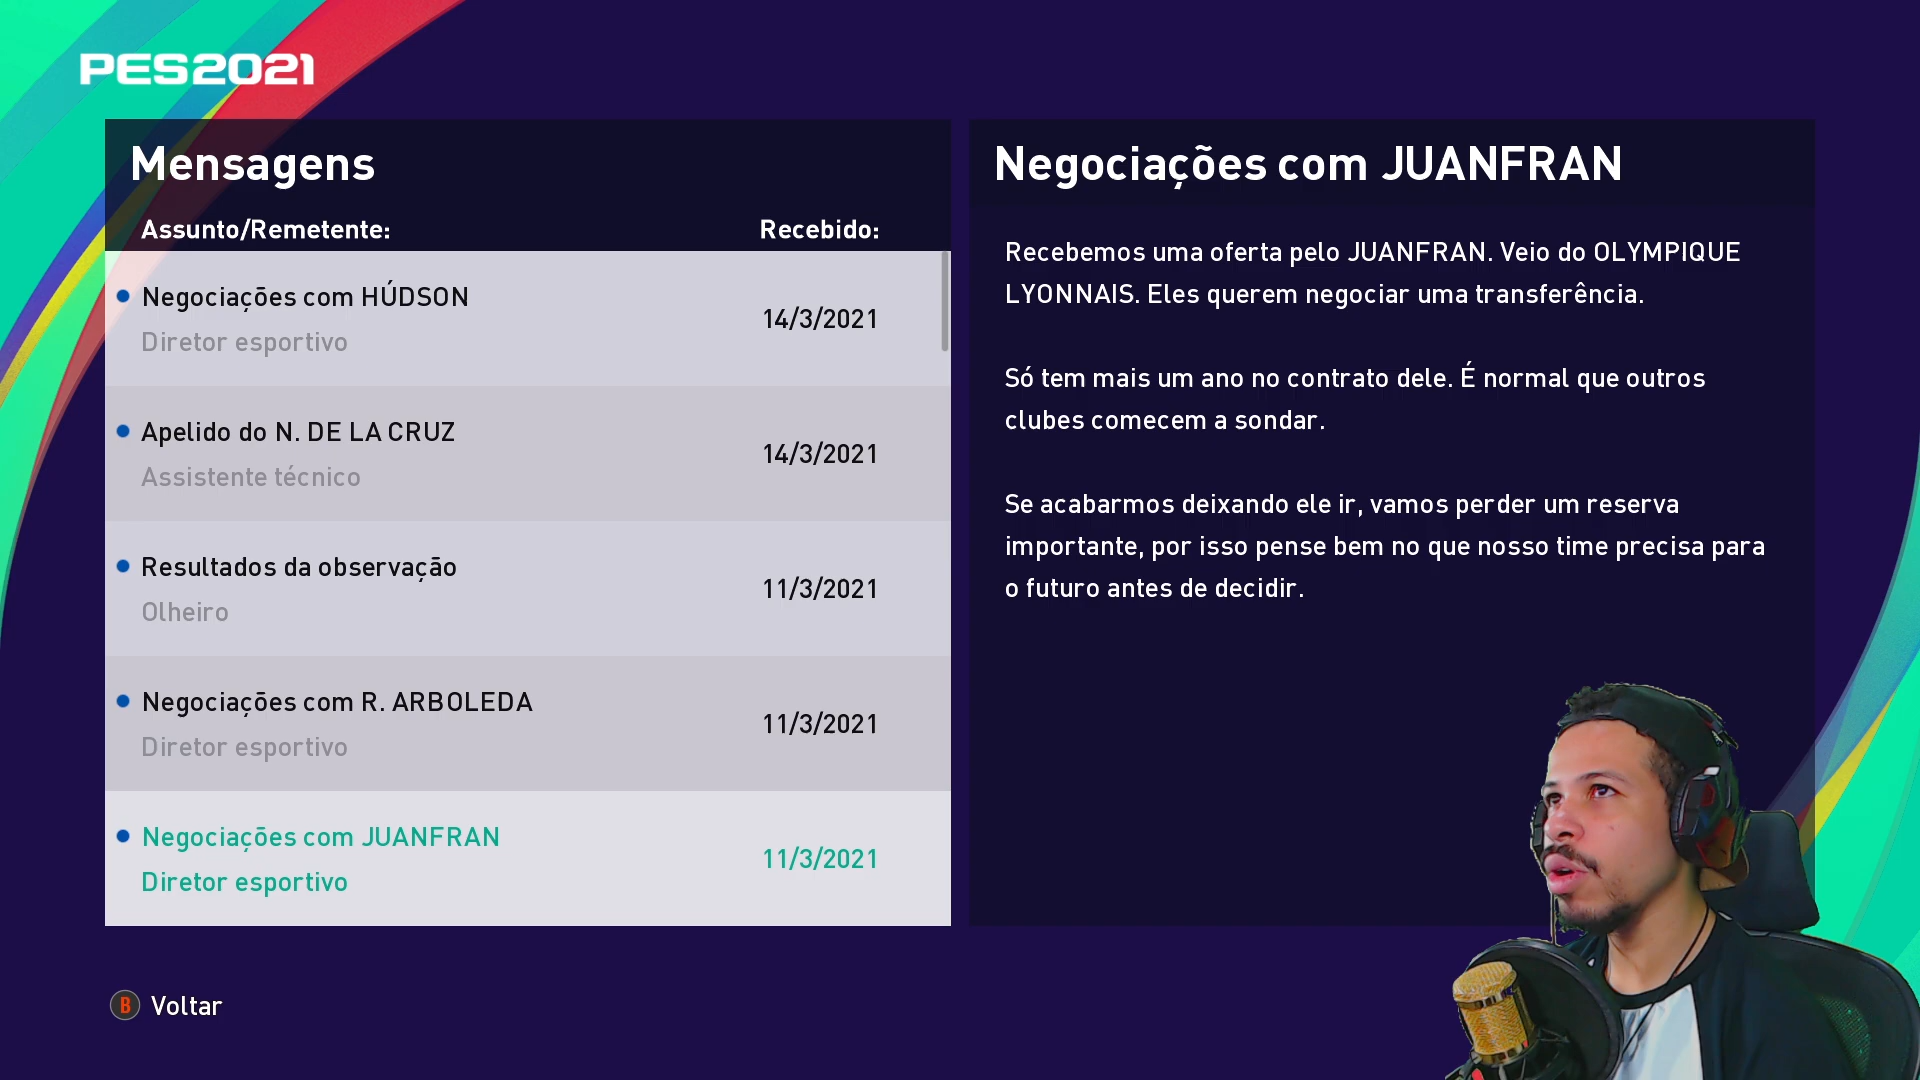 PES2021
Mensagens
Assunto/Remetente: Recebido:
Negociações com HÚDSON
Diretor esportivo
14/3/2021
Apelido do N. DE LA CRUZ
Assistente técnico
14/3/2021
Resultados da observação
Olheiro
11/3/2021
Negociações com R. ARBOLEDA
Diretor esportivo
11/3/2021
Negociações com JUANFRAN
Diretor esportivo
11/3/2021
Negociações com JUANFRAN
Recebemos uma oferta pelo JUANFRAN. Veio do OLYMPIQUE
LYONNAIS. Eles querem negociar uma transferência.
Só tem mais um ano no contrato dele. É normal que outros
clubes comecem a sondar.
Se acabarmos deixando ele ir, vamos perder um reserva
importante, por isso pense bem no que nosso time precisa para
o futuro antes de decidir.
B Voltar